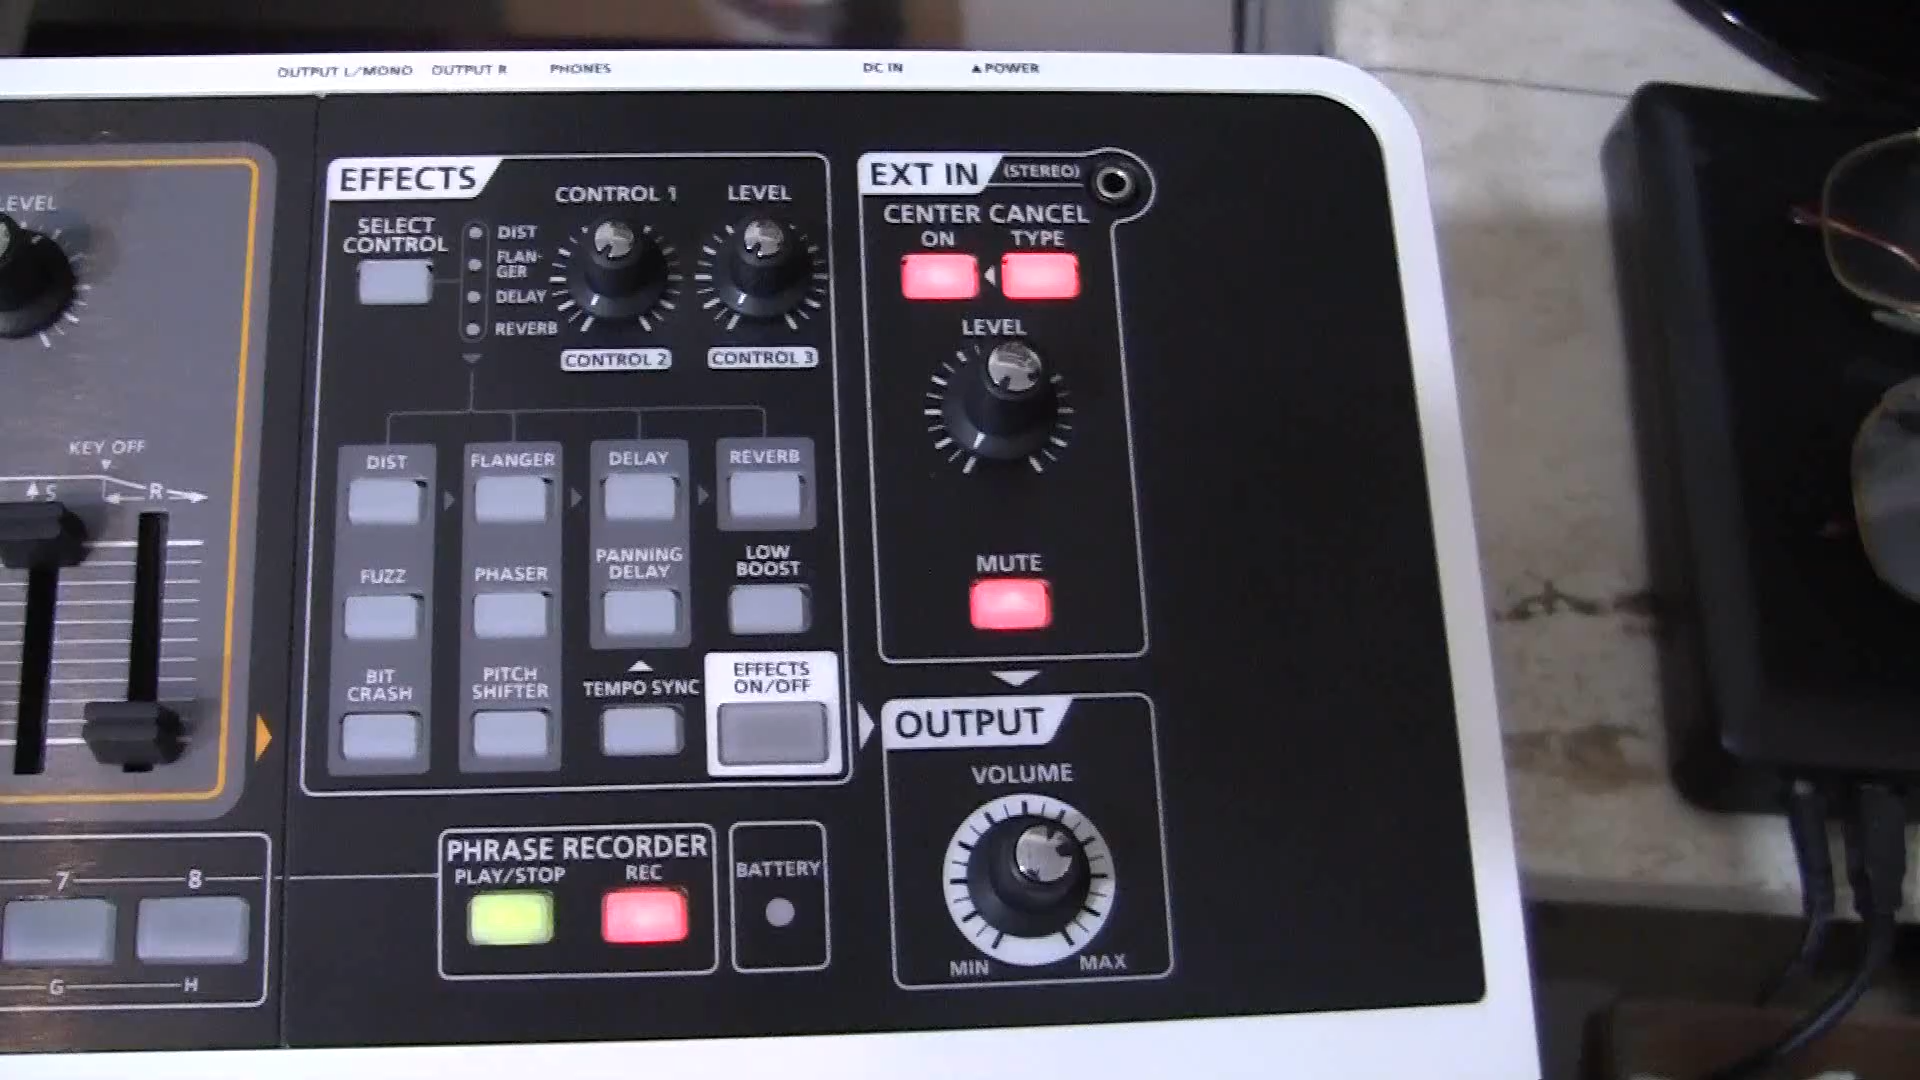 OUTPUT L/MONO OUTPUT R PHONES DC IN ▲POWER
LEVEL
KEY OFF
S
R
7
8
G
H
EFFECTS
SELECT
CONTROL
DIST
FLAN-
GER
DELAY
REVERB
CONTROL 1
LEVEL
CONTROL 2
CONTROL 3
DIST
FLANGER
DELAY
REVERB
FUZZ
PHASER
PANNING
DELAY
LOW
BOOST
BIT
CRASH
PITCH
SHIFTER
TEMPO SYNC
EFFECTS
ON/OFF
EXT IN (STEREO)
CENTER CANCEL
ON
TYPE
LEVEL
MUTE
OUTPUT
VOLUME
MIN
MAX
PHRASE RECORDER
PLAY/STOP
REC
BATTERY